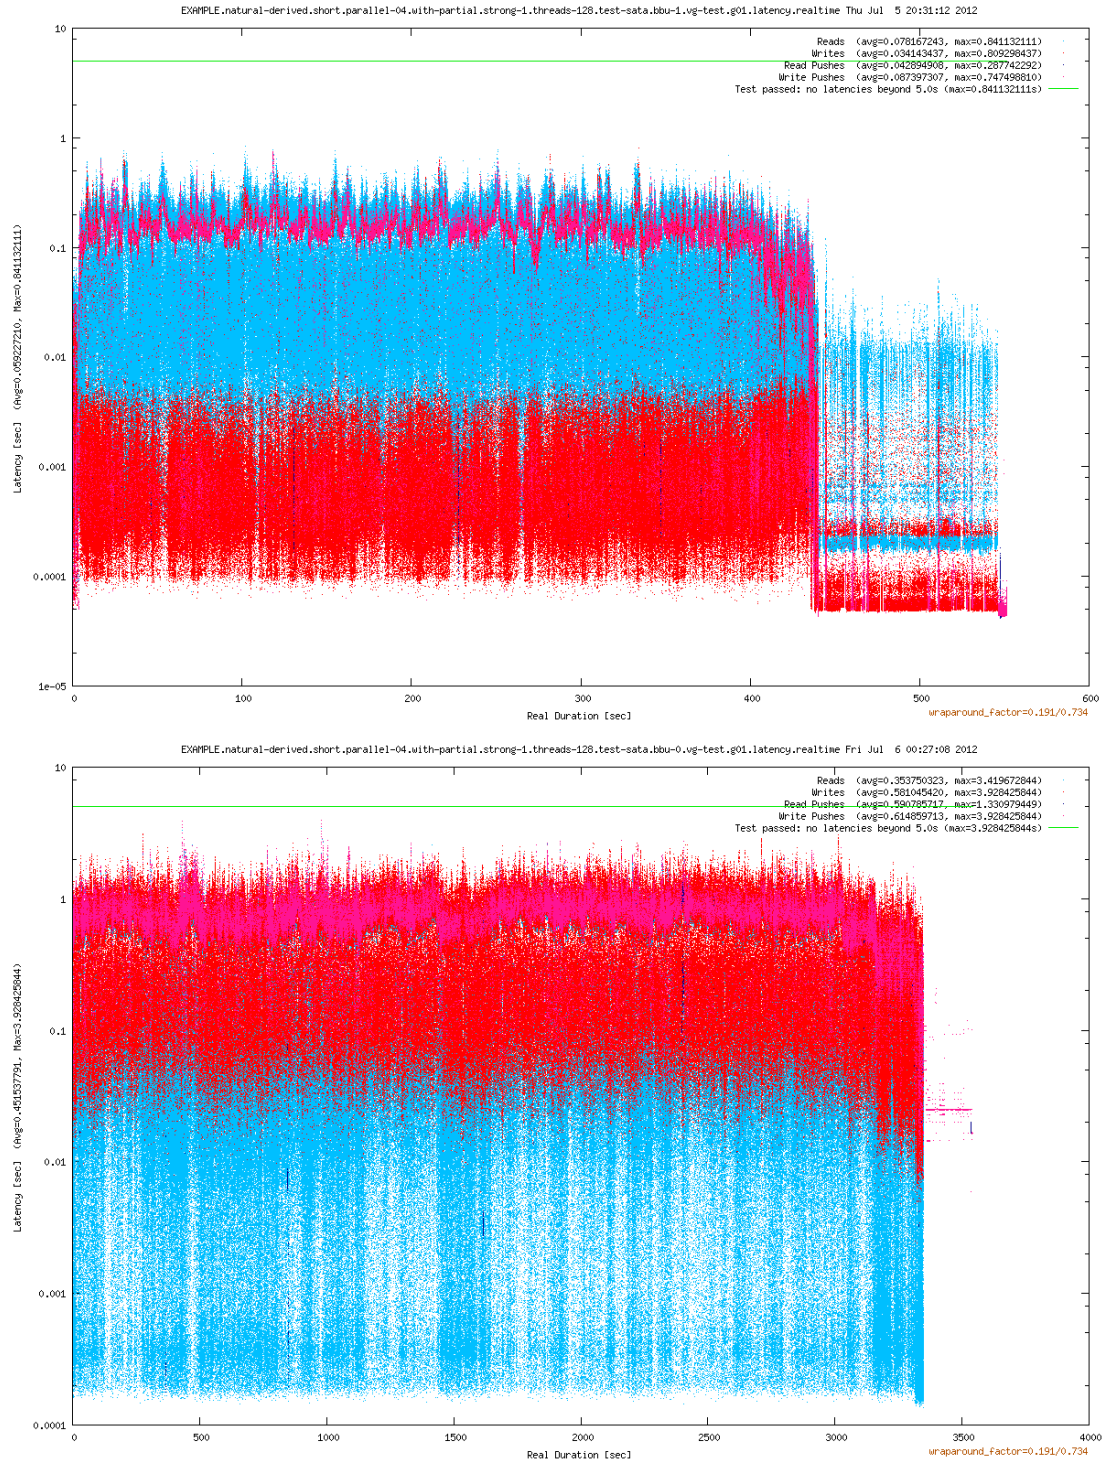 EXAMPLE.natural-derived.short.parallel-04.with-partial.strong-1.threads-128.test-sata.bbu-1.vg-test.g01.latency.realtime Thu Jul  5 20:31:12 2012
Reads (avg=0.078167243, max=0.841132111)
Writes (avg=0.034143437, max=0.809298437)
Read Pushes (avg=0.042894908, max=0.287742292)
Write Pushes (avg=0.087397307, max=0.747498810)
Test passed: no latencies beyond 5.0s (max=0.841132111s)
10
1
0.1
0.01
0.001
0.0001
1e-05
Latency [sec] (Avg=0.059227210, Max=0.841132111)
0 100 200 300 400 500 600
Real Duration [sec]
wraparound_factor=0.191/0.734
EXAMPLE.natural-derived.short.parallel-04.with-partial.strong-1.threads-128.test-sata.bbu-0.vg-test.g01.latency.realtime Fri Jul  6 00:27:08 2012
Reads (avg=0.353750323, max=3.419672844)
Writes (avg=0.581045420, max=3.928425844)
Read Pushes (avg=0.590785717, max=1.330979449)
Write Pushes (avg=0.614859713, max=3.928425844)
Test passed: no latencies beyond 5.0s (max=3.928425844s)
10
1
0.1
0.01
0.001
0.0001
Latency [sec] (Avg=0.451537791, Max=3.928425844)
0 500 1000 1500 2000 2500 3000 3500 4000
Real Duration [sec]
wraparound_factor=0.191/0.734